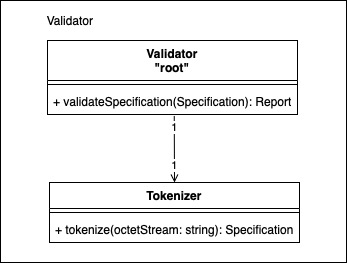 Validator
Validator
"root"
+ validateSpecification(Specification): Report
1
1
Tokenizer
+ tokenize(octetStream: string): Specification